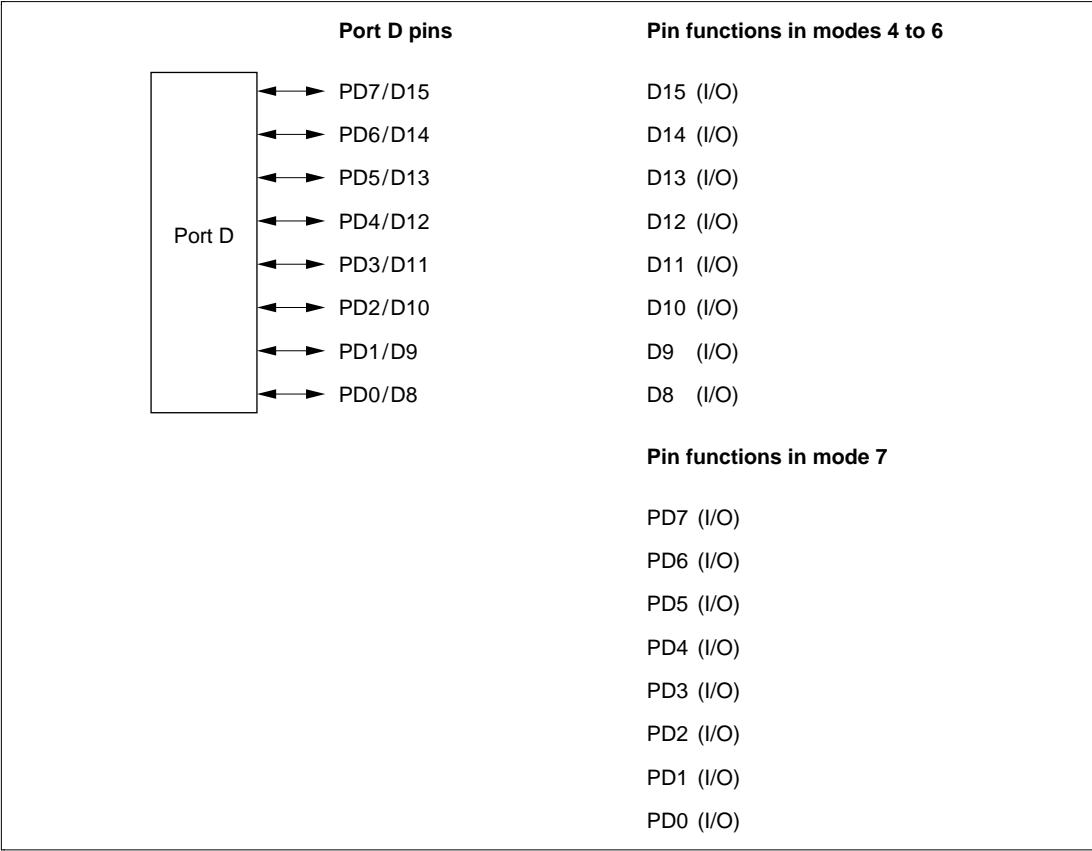 Port D pins Pin functions in modes 4 to 6
PD7/D15 D15 (I/O)
PD6/D14 D14 (I/O)
PD5/D13 D13 (I/O)
PD4/D12 D12 (I/O)
Port D
PD3/D11 D11 (I/O)
PD2/D10 D10 (I/O)
PD1/D9 D9 (I/O)
PD0/D8 D8 (I/O)
Pin functions in mode 7
PD7 (I/O)
PD6 (I/O)
PD5 (I/O)
PD4 (I/O)
PD3 (I/O)
PD2 (I/O)
PD1 (I/O)
PD0 (I/O)